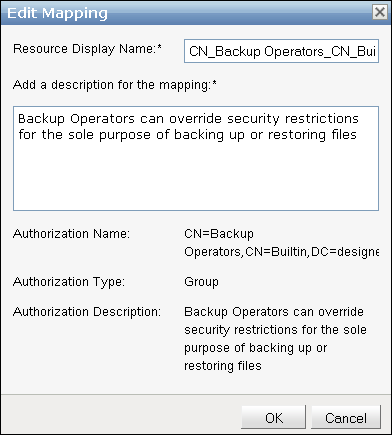 Edit Mapping
Resource Display Name:* CN_Backup Operators_CN_Bui
Add a description for the mapping:*
Backup Operators can override security restrictions
for the sole purpose of backing up or restoring files
Authorization Name: CN=Backup
Operators,CN=Builtin,DC=designe
Authorization Type: Group
Authorization Description: Backup Operators can override
security restrictions for the sole
purpose of backing up or
restoring files
OK Cancel